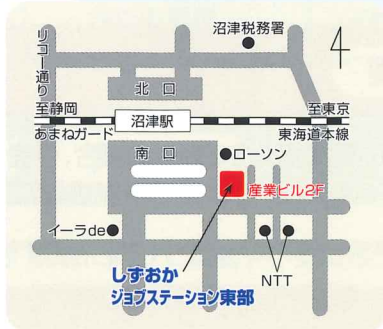 沼津税務署
リコー通り
北口
至静岡
沼津駅
至東京
あまねガード
東海道本線
南口
ローソン
産業ビル2F
イーラde
NTT
しずおか
ジョブステーション東部